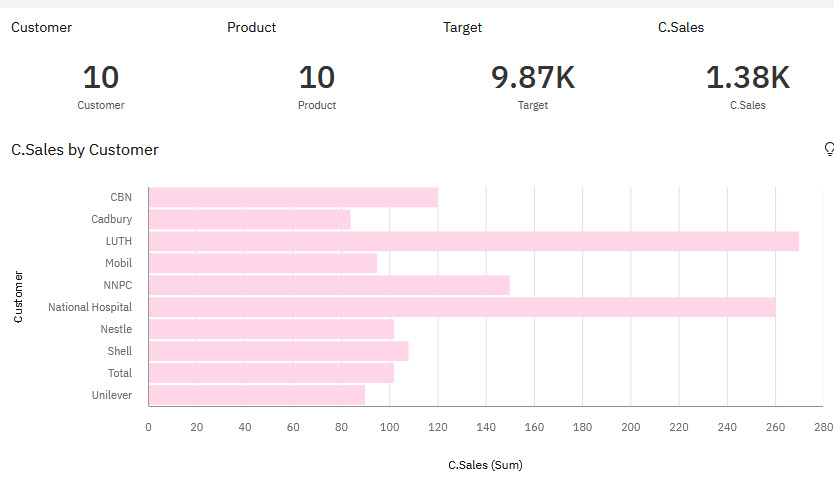 Customer Product Target C.Sales
10 10 9.87K 1.38K
Customer Product Target C.Sales
C.Sales by Customer
Customer
CBN
Cadbury
LUTH
Mobil
NNPC
National Hospital
Nestle
Shell
Total
Unilever
0 20 40 60 80 100 120 140 160 180 200 220 240 260 280
C.Sales (Sum)